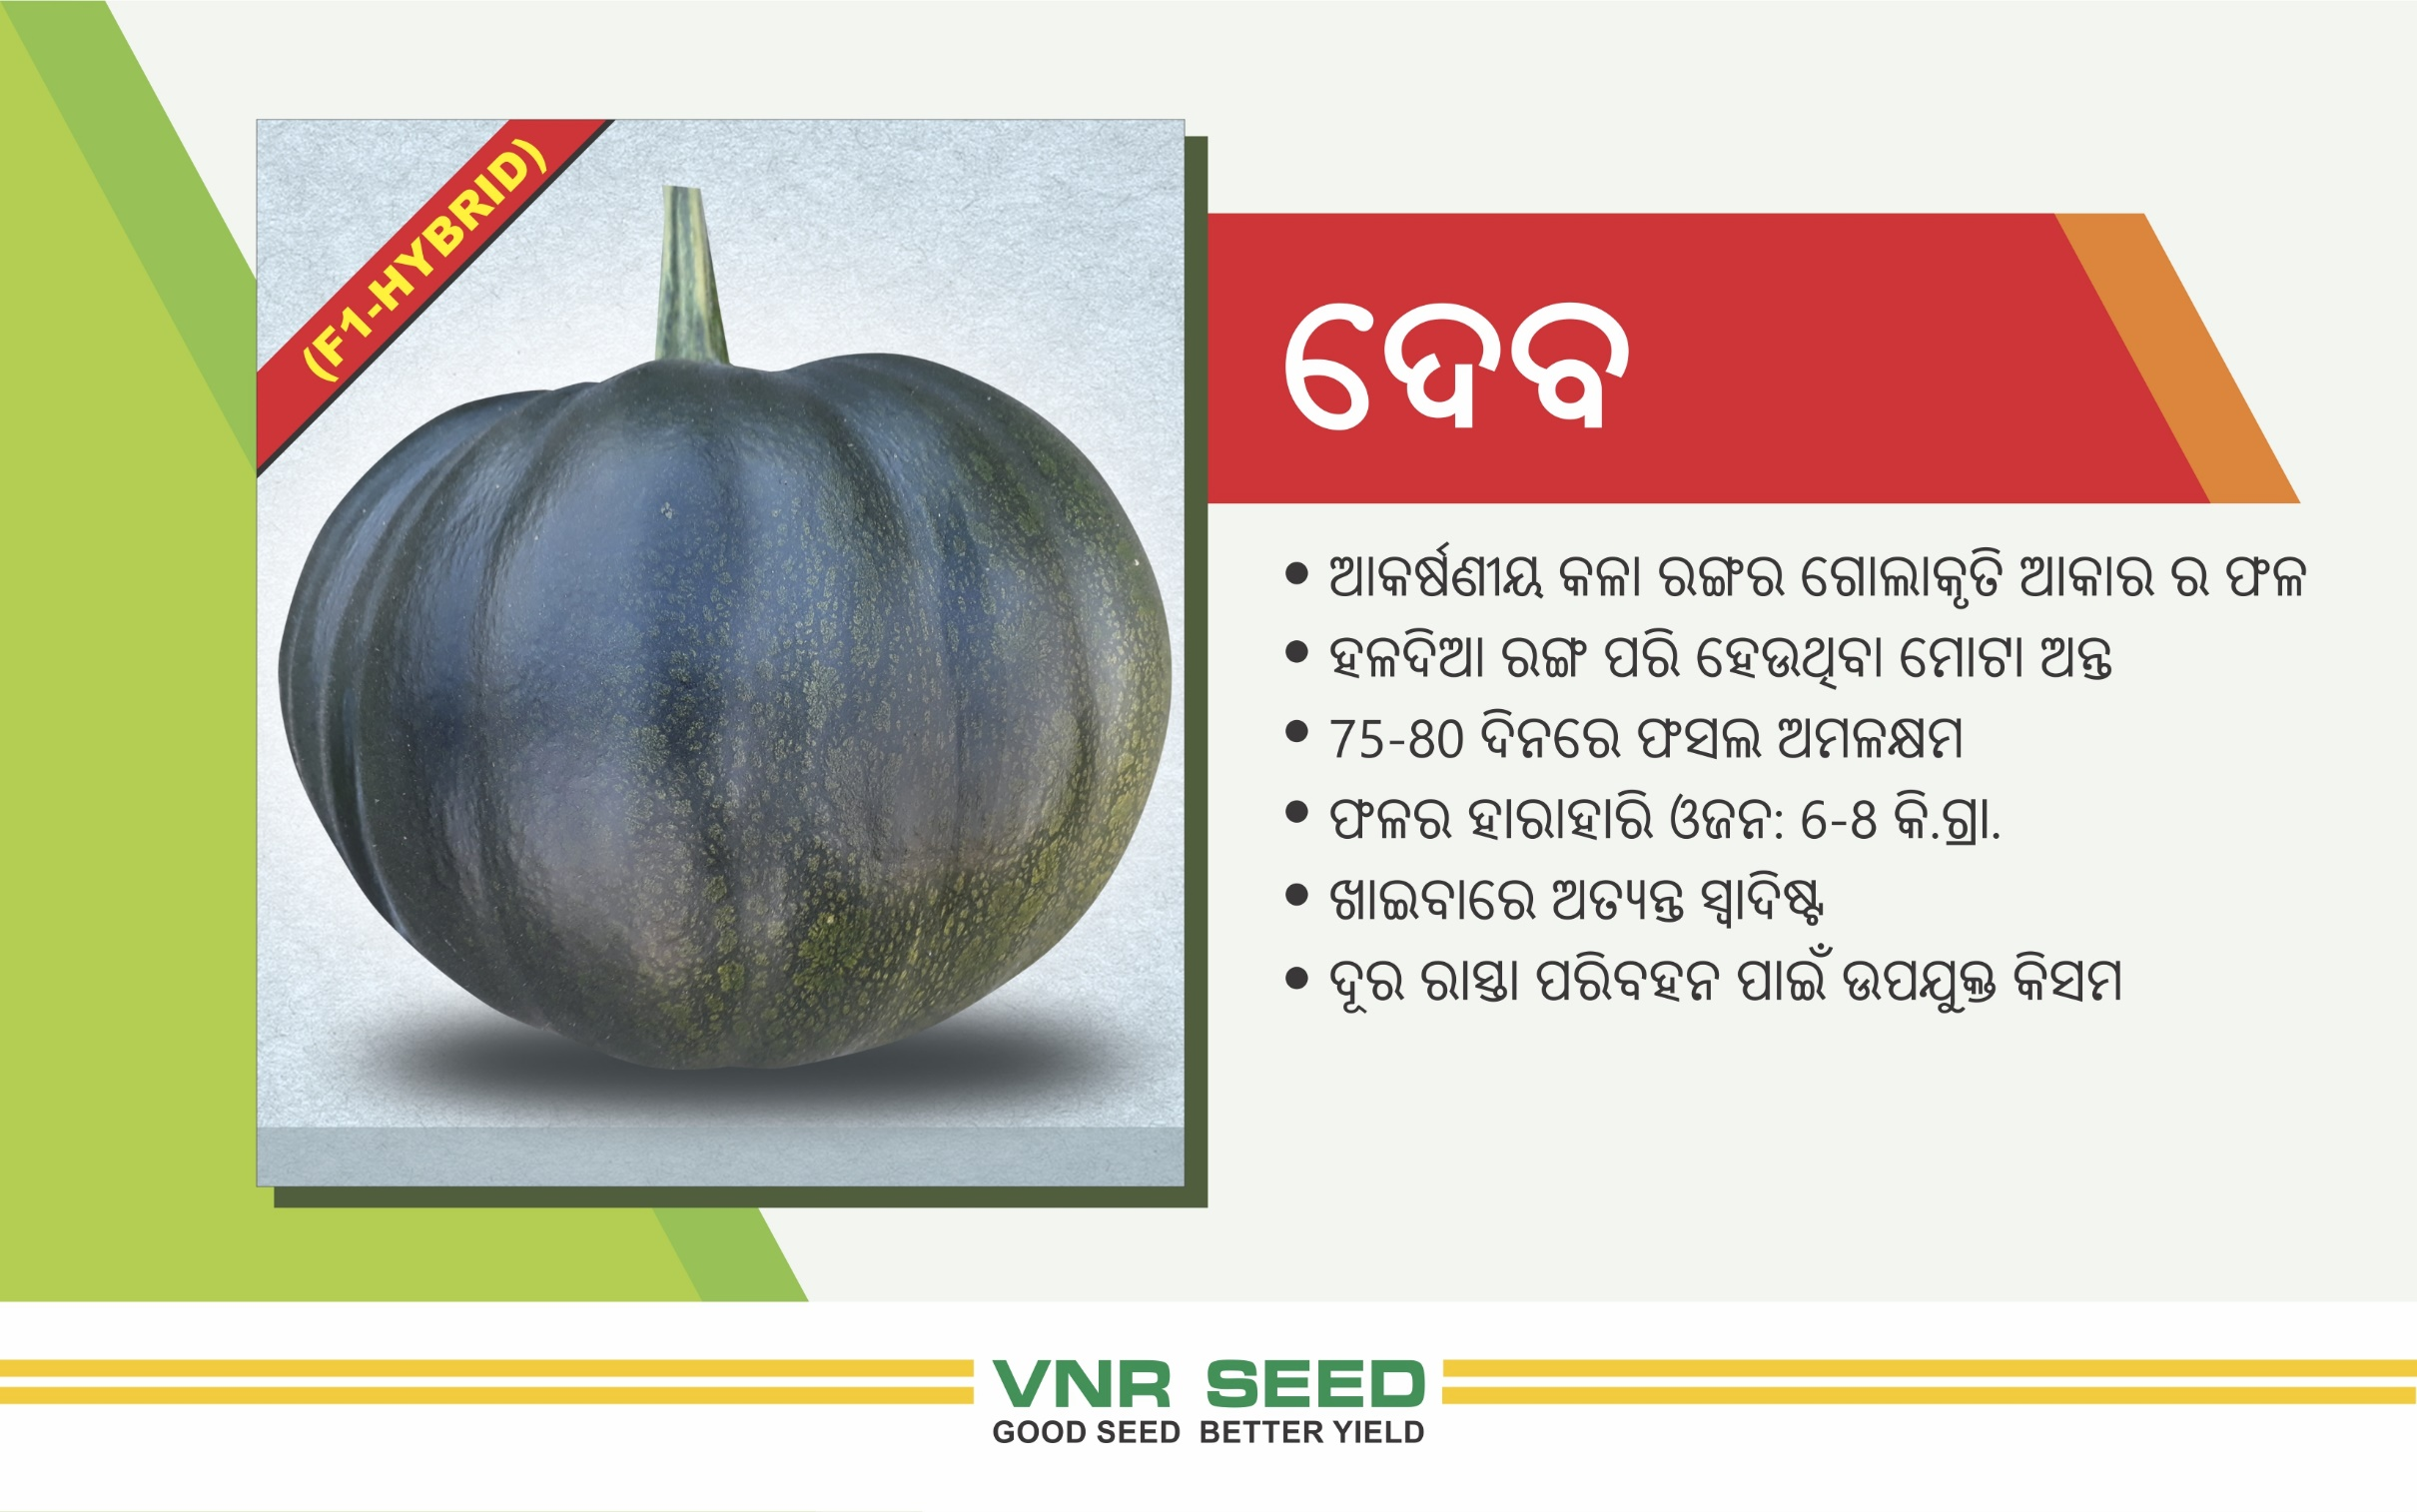 (F1-HYBRID)
ଦେବ
• ଆକର୍ଷଣୀୟ କଳା ରଙ୍ଗର ଗୋଲାକୃତି ଆକାର ର ଫଳ
• ହଳଦିଆ ରଙ୍ଗ ପରି ହେଉଥିବା ମୋଟା ଅନ୍ତ
• 75-80 ଦିନରେ ଫସଲ ଅମଳକ୍ଷମ
• ଫଳର ହାରାହାରି ଓଜନ: 6-8 କି.ଗ୍ରା.
• ଖାଇବାରେ ଅତ୍ୟନ୍ତ ସ୍ୱାଦିଷ୍ଟ
• ଦୂର ରାସ୍ତା ପରିବହନ ପାଇଁ ଉପଯୁକ୍ତ କିସମ
VNR SEED
GOOD SEED BETTER YIELD